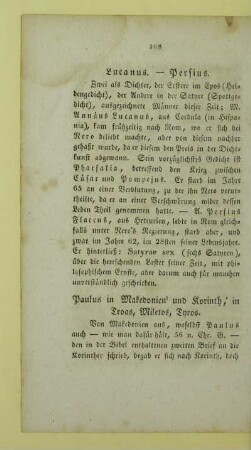 Lucanus. — Persius.
Zwei als Dichter, der Erstere im Epos (Hel-
dengedicht), der Andere in der Satyre (Spottge-
dicht), ausgezeichnete Männer dieser Zeit; M.
Annäus Lucanus, aus Corduba (in Hispa-
nia), kam frühzeitig nach Rom, wo er sich bei
Nero beliebt machte, aber von diesem nachher
gehaßt wurde, da er diesem den Preis in der Dicht-
kunst abgewann. Sein vorzüglichstes Gedicht ist
Pharsalia, betreffend den Krieg zwischen
Cäsar und Pompejus. Er starb im Jahre
65 an einer Verblutung, zu der ihn Nero verur-
theilte, da er an einer Verschwörung wider dessen
Leben Theil genommen hatte. — A. Persius
Flaccus, aus Hetrurien, lebte in Rom gleich-
falls unter Nero's Regierung, starb aber, und
zwar im Jahre 62, im 28sten seiner Lebensjahre.
Er hinterließ: Satyrae sex (sechs Satyren),
über die herrschenden Laster seiner Zeit, mit phi-
losophischem Ernste, aber darum auch für manchen
unverständlich geschrieben.
Paulus in Makedonien und Korinth, in
Troas, Miletos, Tyros.
Von Makedonien aus, woselbst Paulus
auch — wie man dafür hält, 56 n. Chr. G. —
den in der Bibel enthaltenen zweiten Brief an die
Korinther schrieb, begab er sich nach Korinth, doch